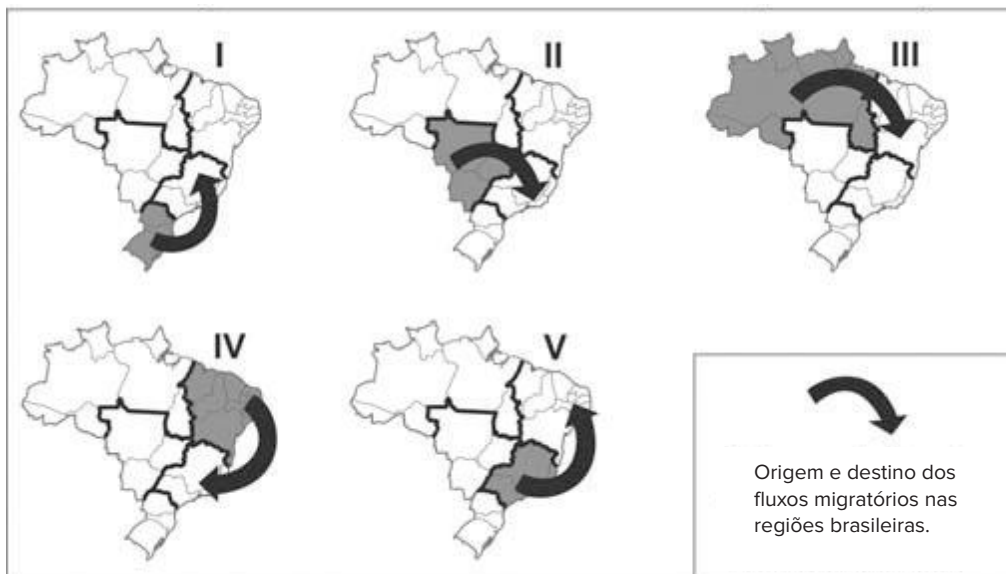 I
II
III
IV
V
Origem e destino dos
fluxos migratórios nas
regiões brasileiras.